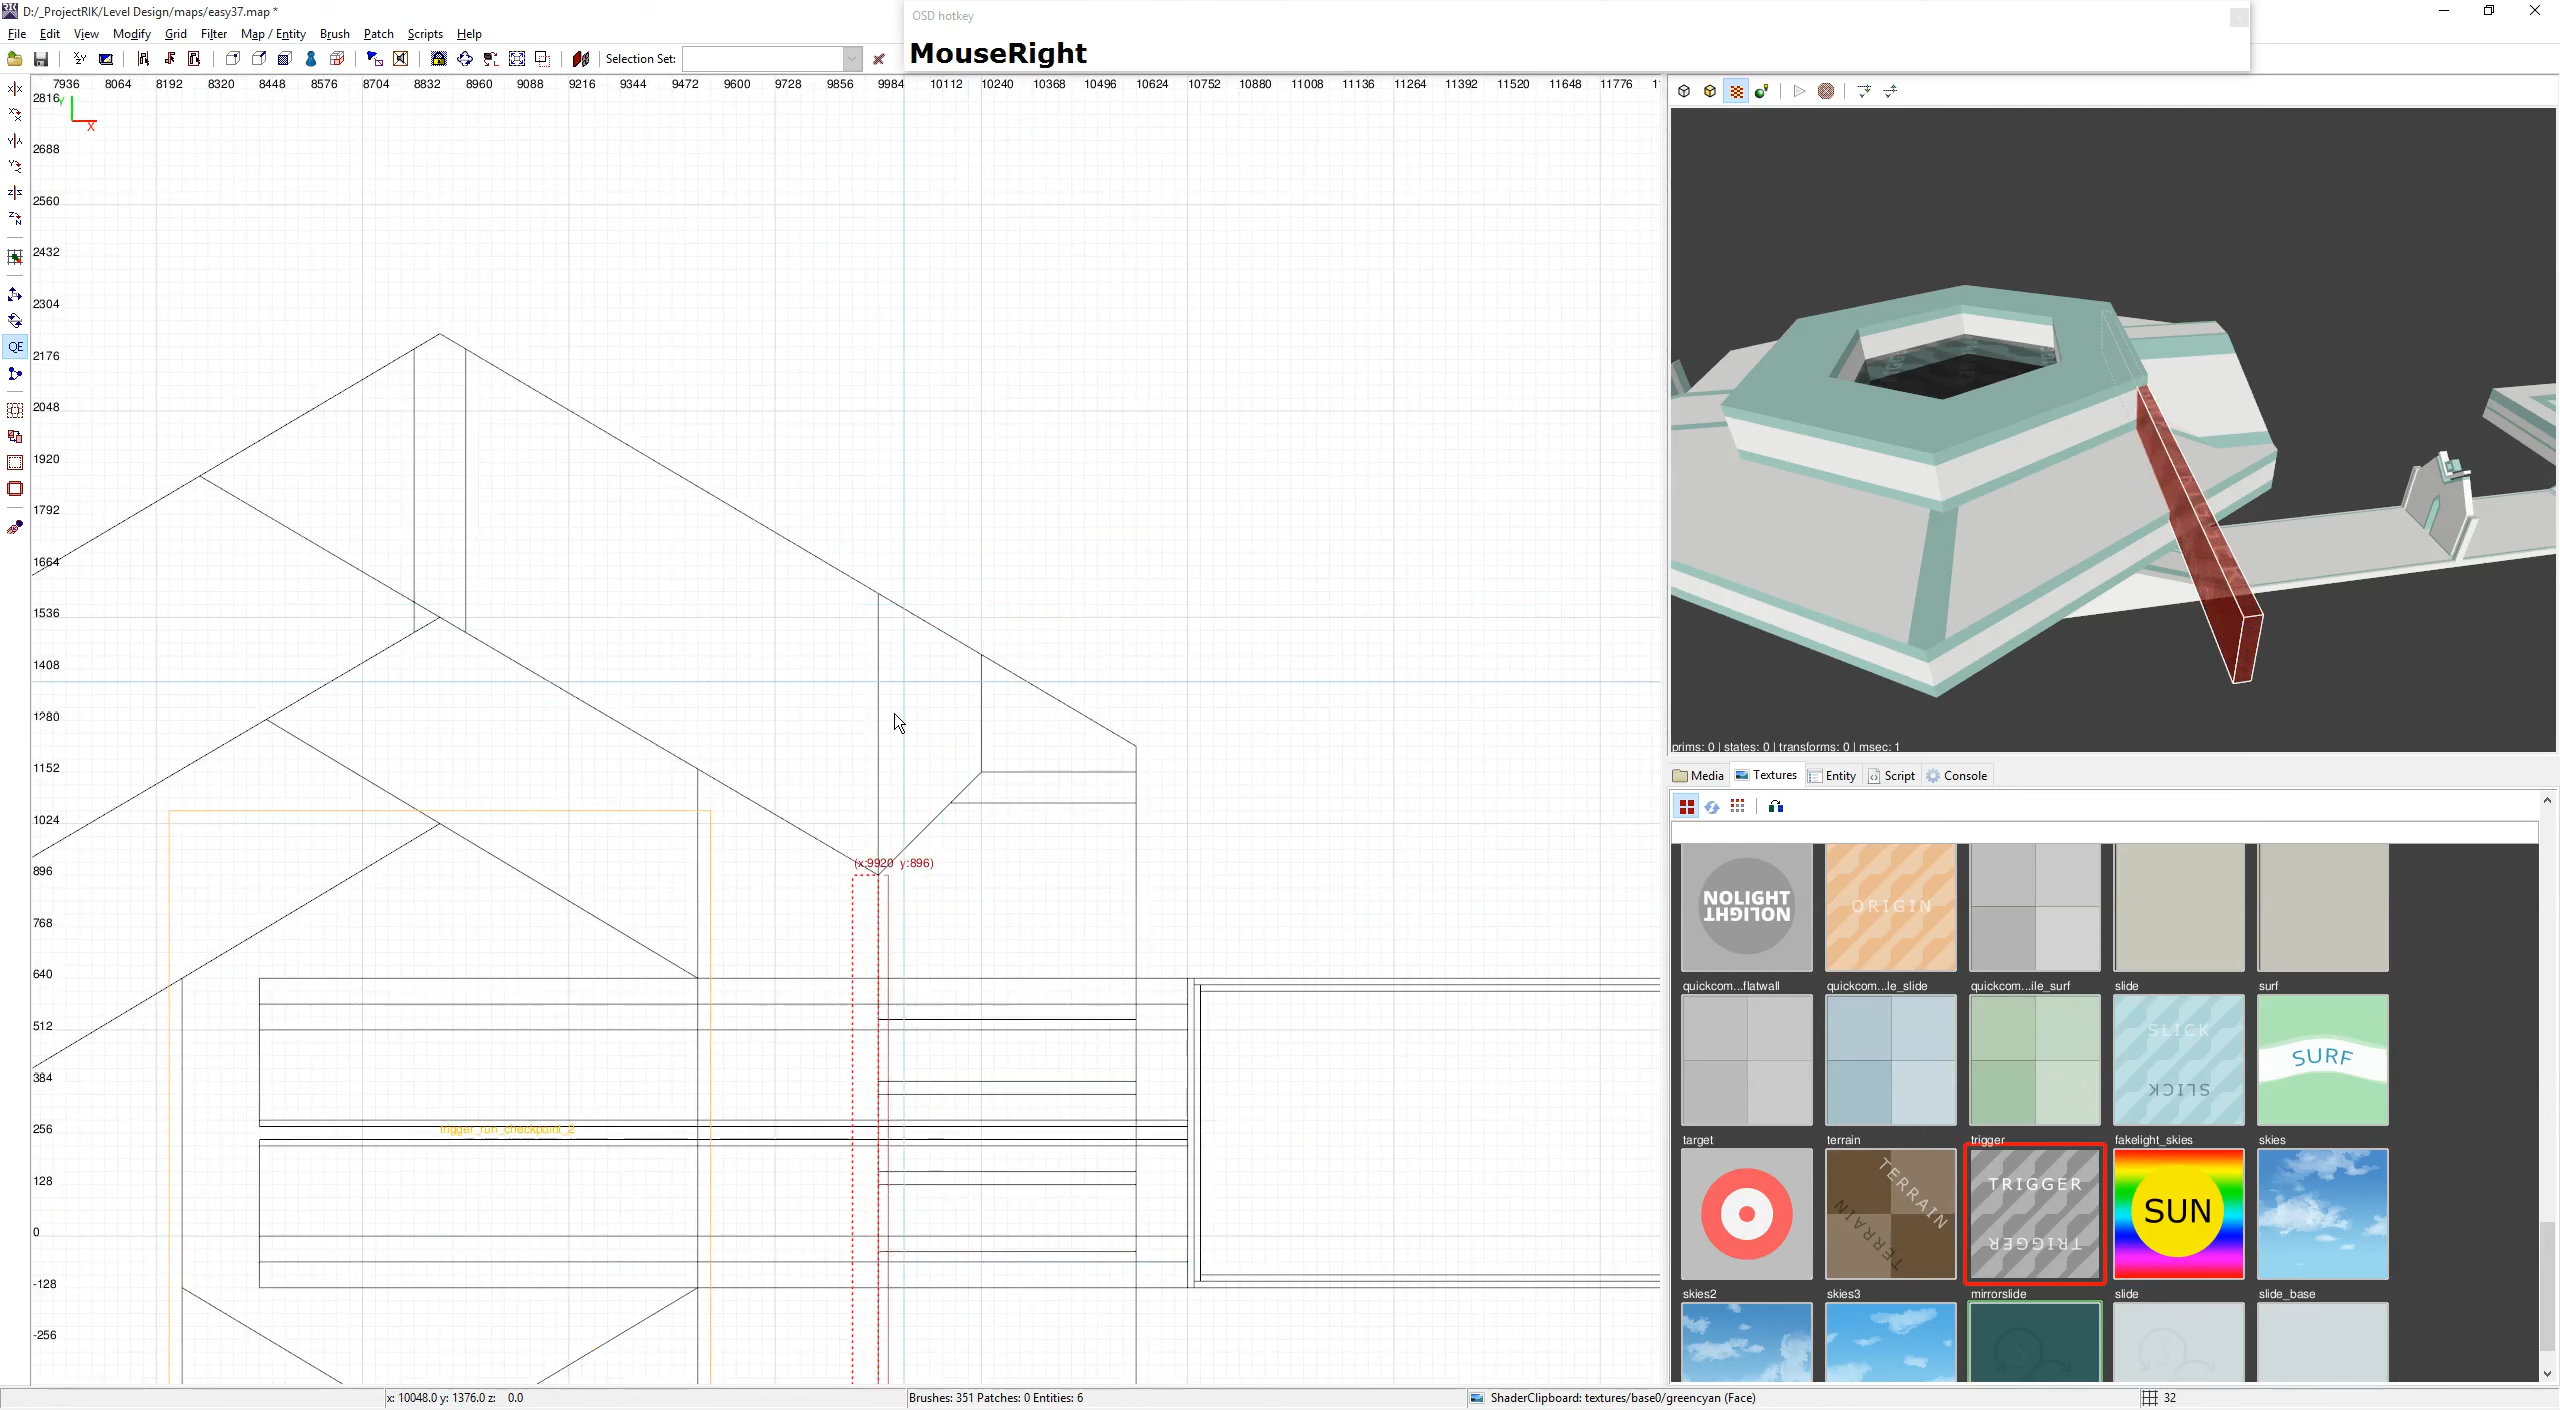 D:/_ProjectRIK/Level Design/maps/easy37.map *
OSD hotkey
MouseRight
File Edit View Modify Grid Filter Map / Entity Brush Patch Scripts Help
Selection Set:
7936 8064 8192 8320 8448 8576 8704 8832 8960 9088 9216 9344 9472 9600 9728 9856 9984 10112 10240 10368 10496 10624 10752 10880 11008 11136 11264 11392 11520 11648 11776
2816
Y
X
2688
2560
2432
2304
QE
2176
2048
1920
1792
1664
1536
1408
1280
1152
1024
(x:9920 y:896)
896
768
640
512
384
256
trigger_run_checkpoint_2
128
0
-128
-256
prims: 0 | states: 0 | transforms: 0 | msec: 1
Media Textures Entity Script Console
NOLIGHT
NOLIGHT
ORIGIN
quickcom...flatwall quickcom...le_slide quickcom...ile_surf slide surf
SLICK
SLICK
SURF
target terrain trigger fakelight_skies skies
TERRAIN
TERRAIN
TRIGGER
TRIGGER
SUN
skies2 skies3 mirrorslide slide slide_base
x: 10048.0 y: 1376.0 z: 0.0
Brushes: 351 Patches: 0 Entities: 6
ShaderClipboard: textures/base0/greencyan (Face)
32